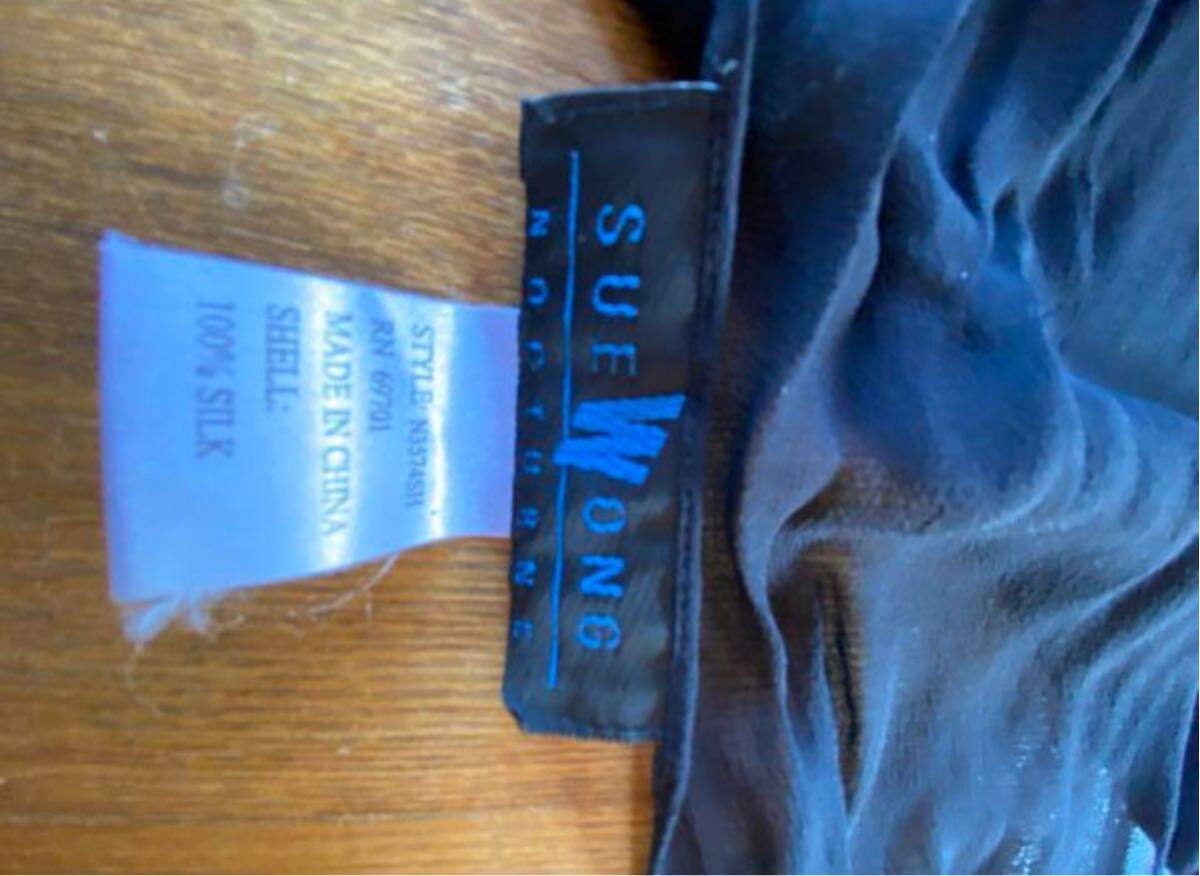 SUE WONG
NOCTURNE
RN 69701
MADE IN CHINA
SHELL:
100% SILK